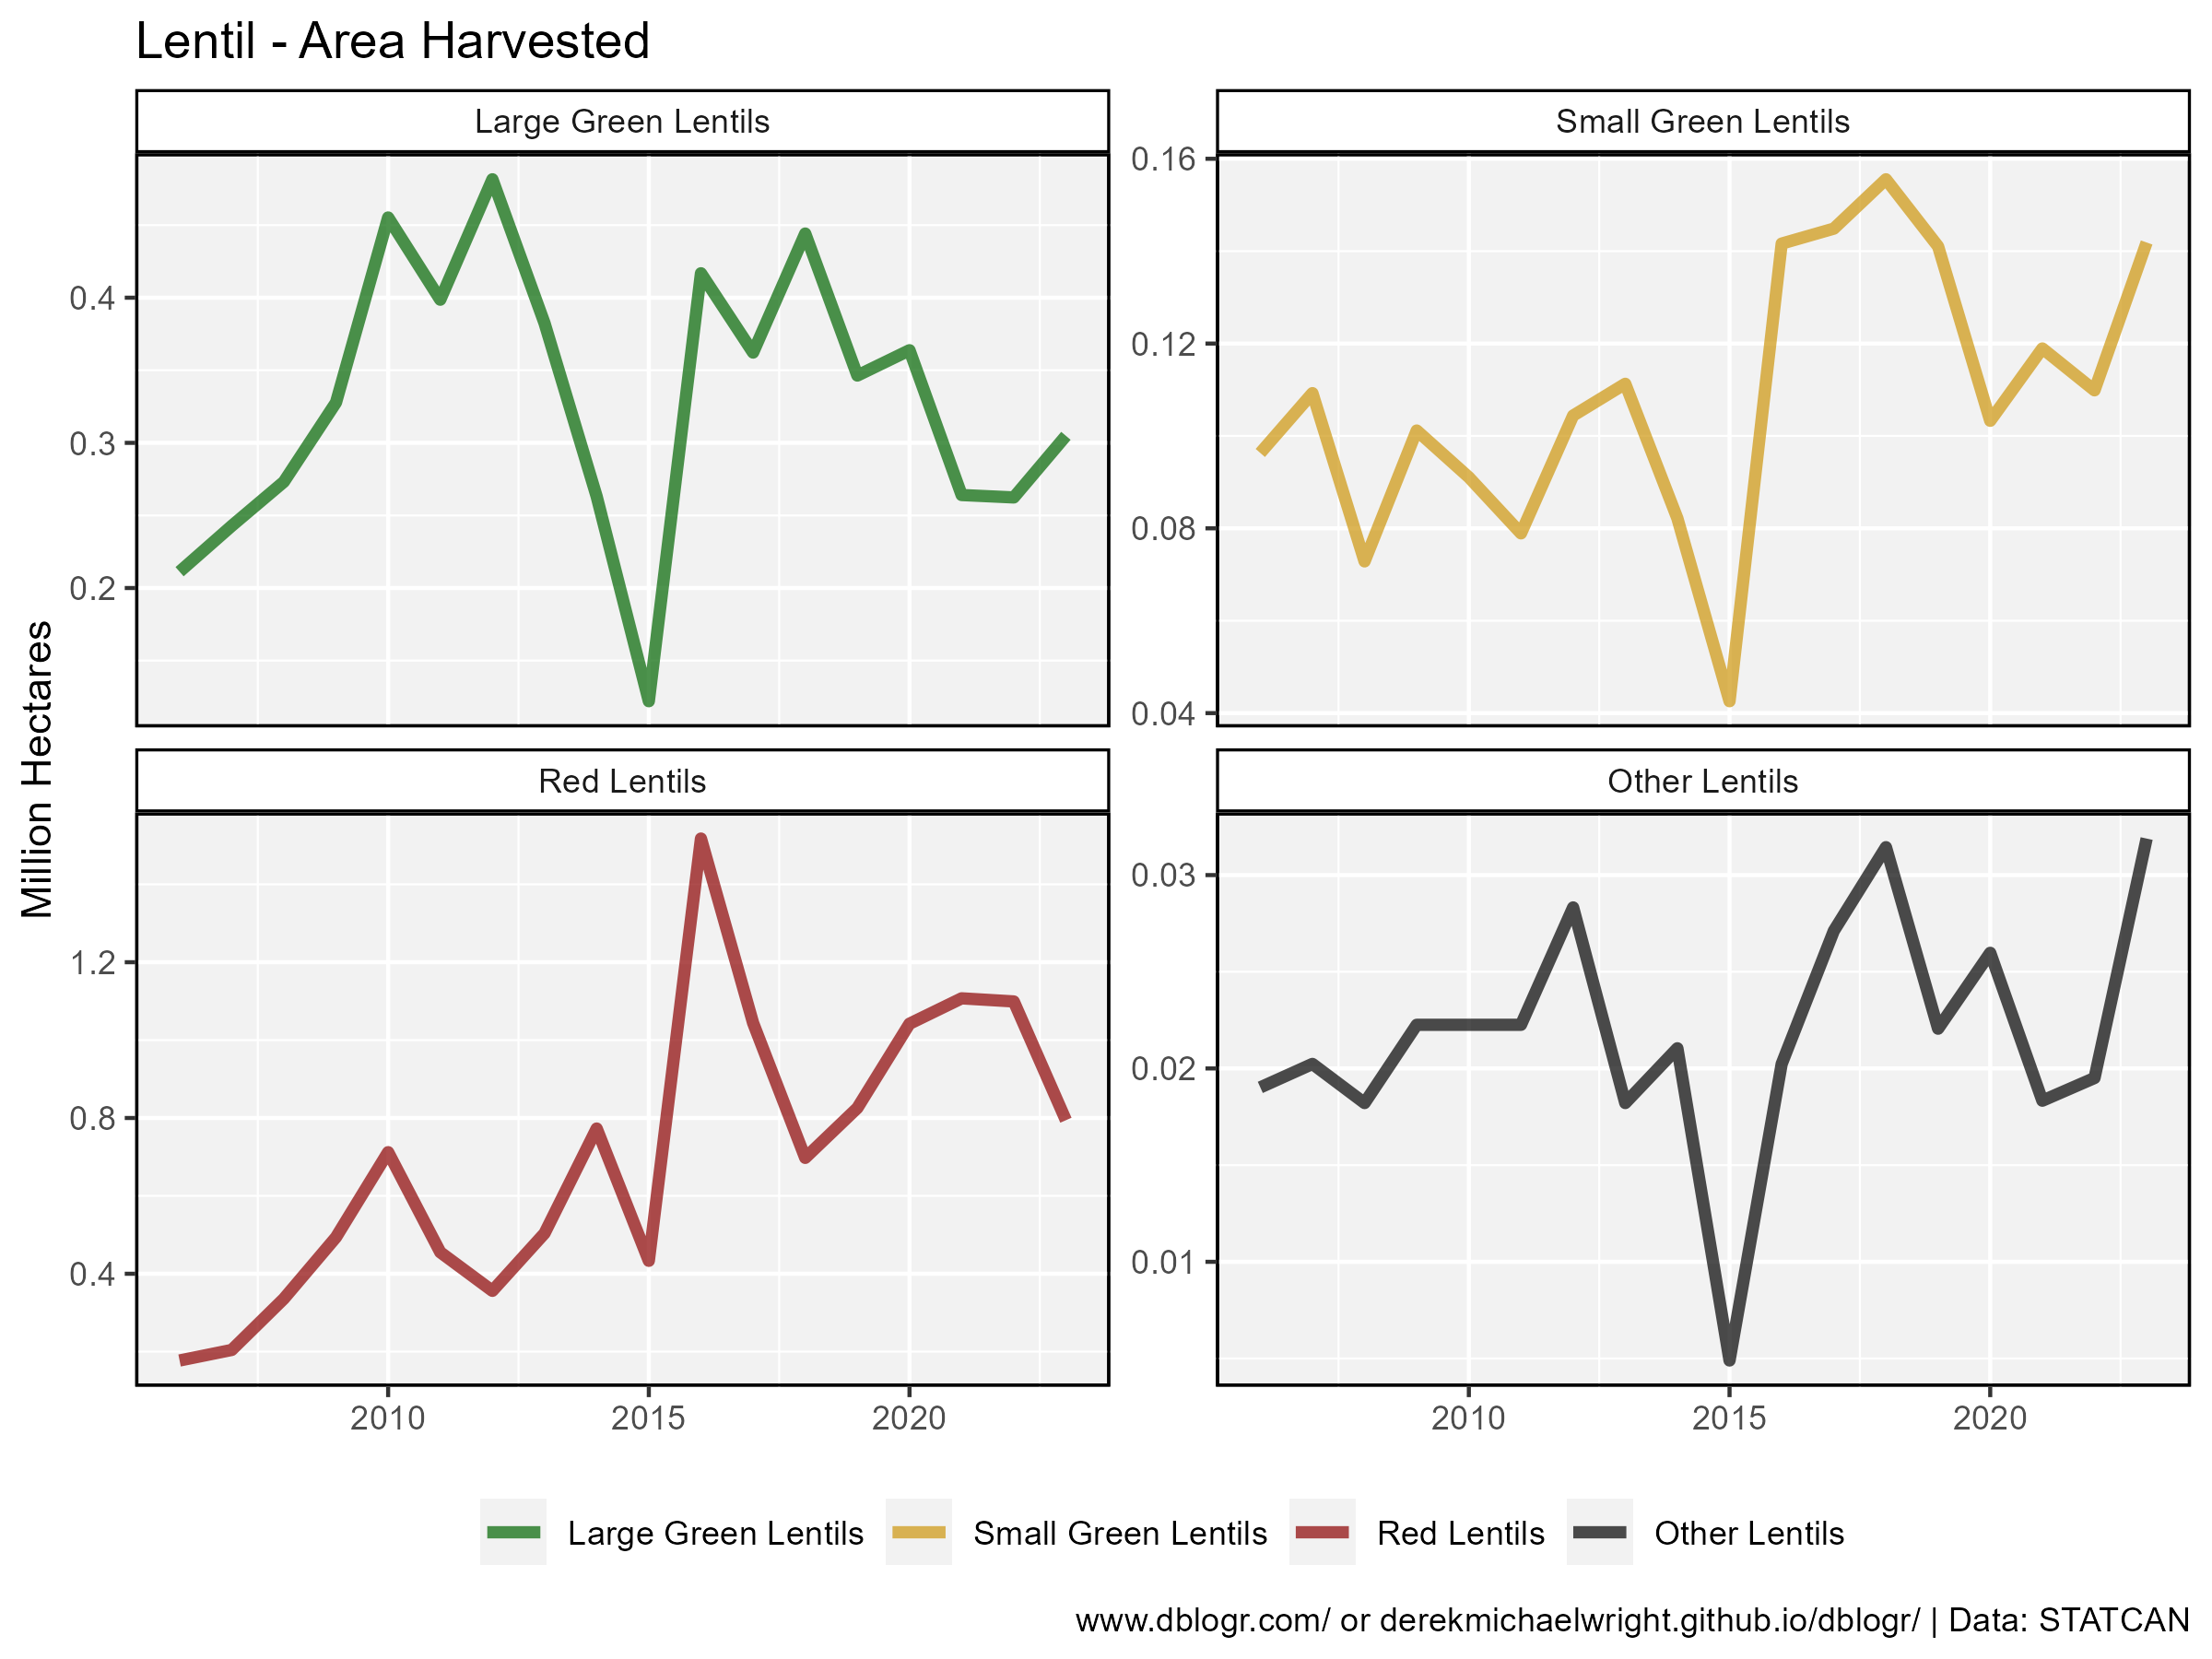 Lentil - Area Harvested
Large Green Lentils
Small Green Lentils
0.4
0.3
0.2
0.16
0.12
0.08
0.04
Million Hectares
Red Lentils
Other Lentils
1.2
0.8
0.4
0.03
0.02
0.01
2010 2015 2020
2010 2015 2020
Large Green Lentils Small Green Lentils Red Lentils Other Lentils
www.dblogr.com/ or derekmichaelwright.github.io/dblogr/ | Data: STATCAN